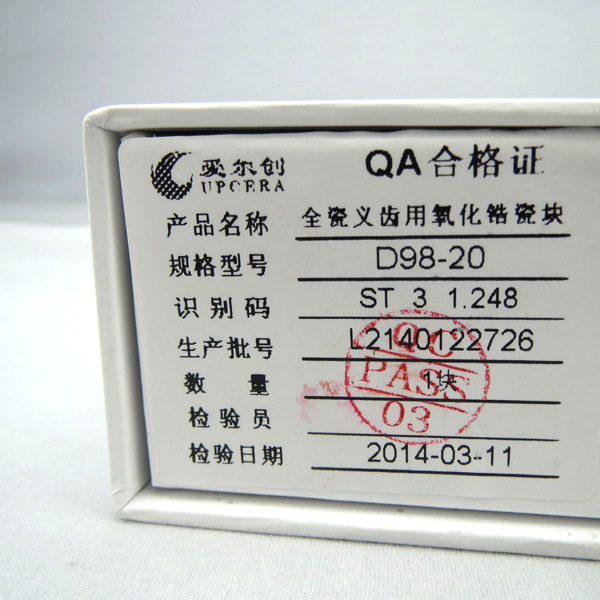 爱尔创 QA合格证
UPCERA
产品名称 全瓷义齿用氧化锆瓷块
规格型号 D98-20
识别码 ST 3 1.248
生产批号 L2140122726
数量 1块
检验员
检验日期 2014-03-11
QC
PASS
03